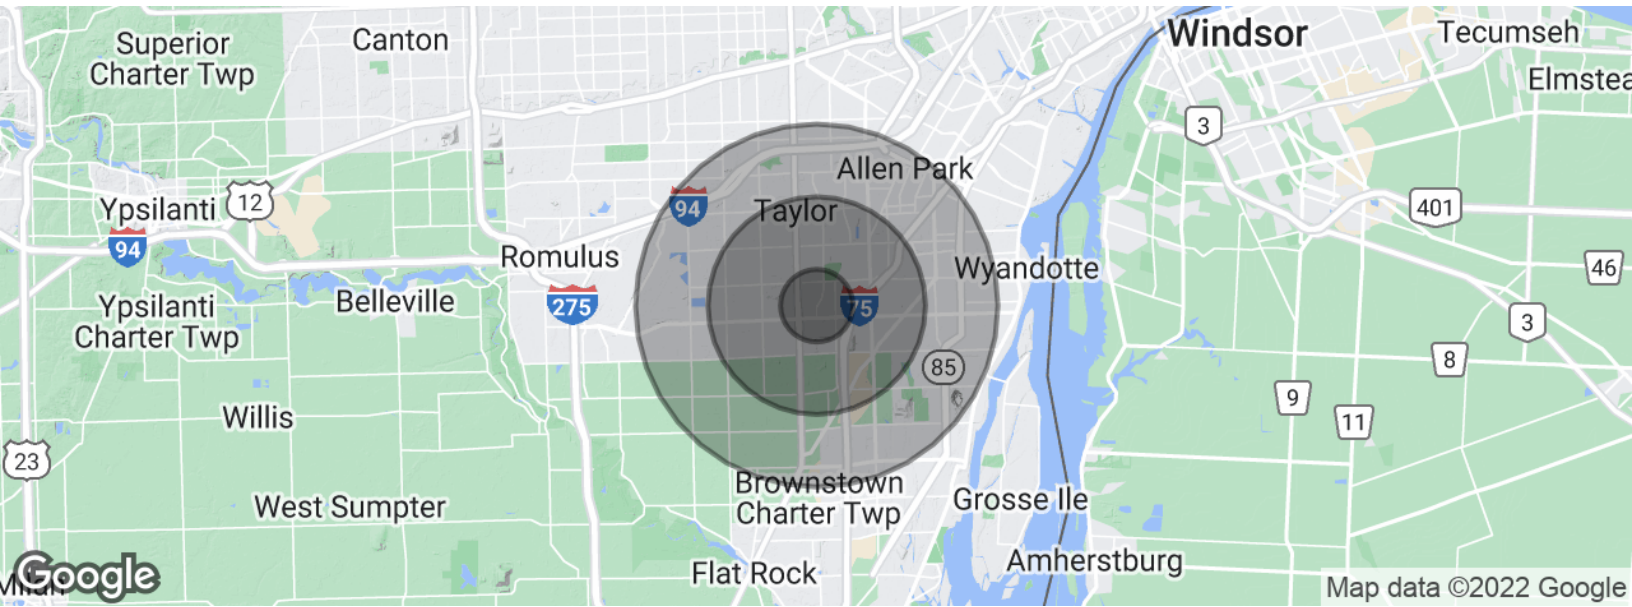 Superior
Charter Twp
Canton
Windsor
Tecumseh
Elmstea
3
Allen Park
Ypsilanti
12
94
Taylor
401
94
Romulus
Wyandotte
46
Ypsilanti
Charter Twp
Belleville
275
75
3
85
8
Willis
9
11
23
West Sumpter
Brownstown
Charter Twp
Grosse Ile
Milan
Google
Flat Rock
Amherstburg
Map data ©2022 Google